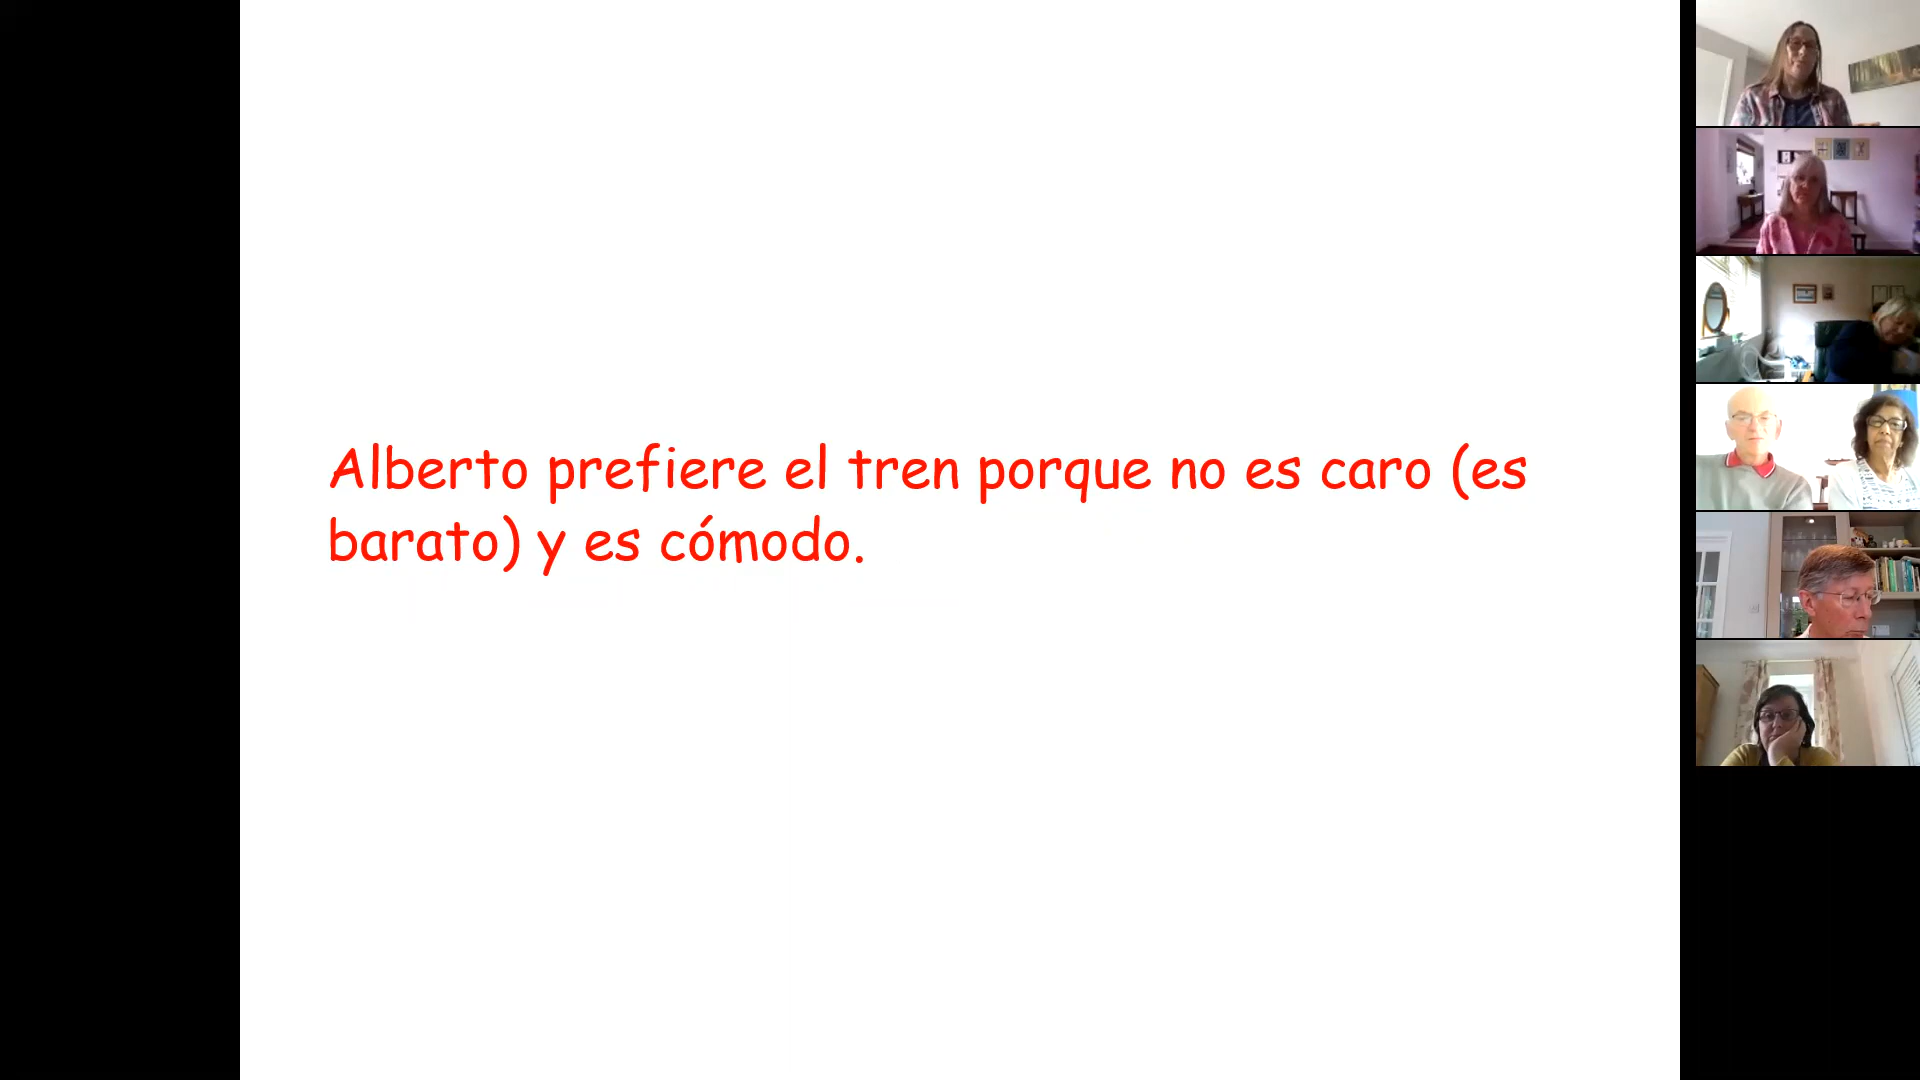 Alberto prefiere el tren porque no es caro (es
barato) y es cómodo.